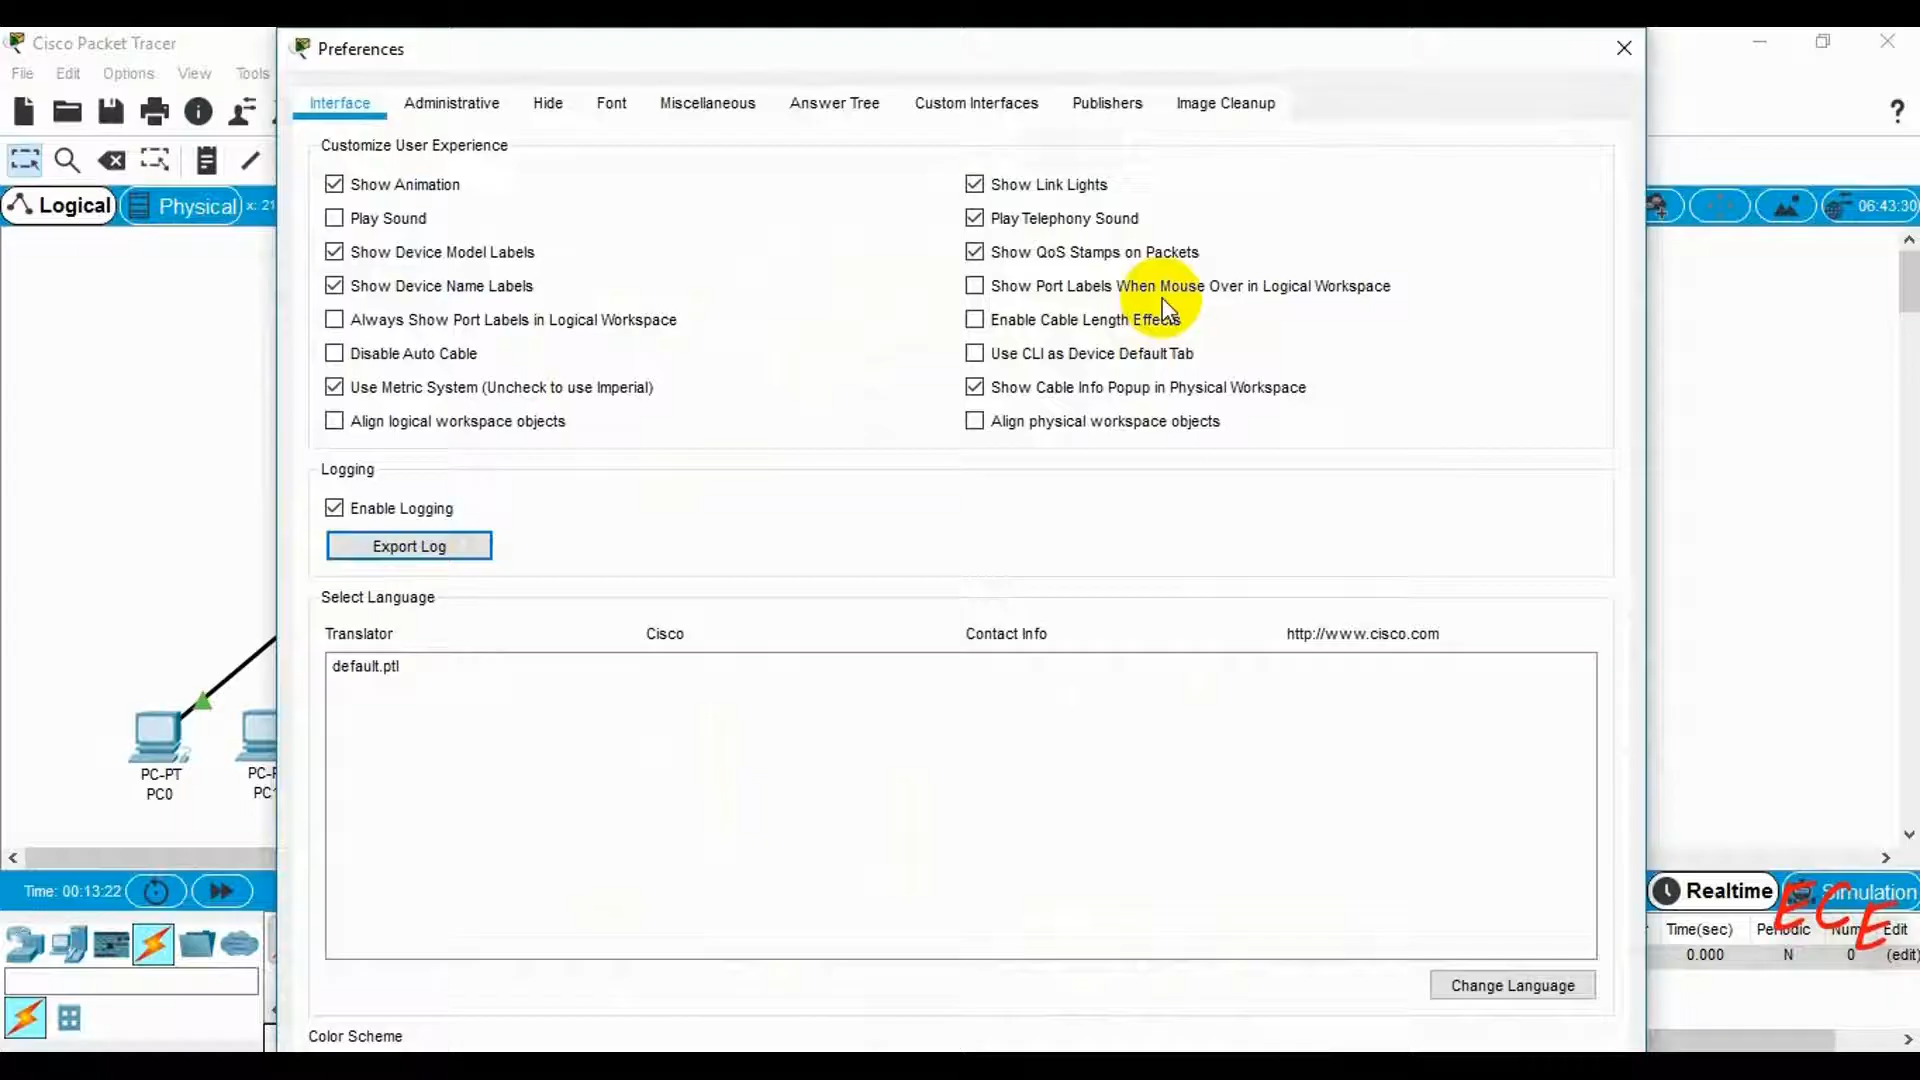 Cisco Packet Tracer
Preferences
File Edit Options View Tools
Interface Administrative Hide Font Miscellaneous Answer Tree Custom Interfaces Publishers Image Cleanup
?
Customize User Experience
Show Animation
Show Link Lights
Play Sound
Play Telephony Sound
Logical
Physical
x: 21
06:43:30
Show Device Model Labels
Show QoS Stamps on Packets
Show Device Name Labels
Show Port Labels When Mouse Over in Logical Workspace
Always Show Port Labels in Logical Workspace
Enable Cable Length Effects
Disable Auto Cable
Use CLI as Device Default Tab
Use Metric System (Uncheck to use Imperial)
Show Cable Info Popup in Physical Workspace
Align logical workspace objects
Align physical workspace objects
Logging
Enable Logging
Export Log
Select Language
Translator Cisco Contact Info http://www.cisco.com
default.ptl
PC-PT
PC0
Time: 00:13:22
Realtime
Simulation
ECE
Time(sec) Periodic Num Edit
0.000 N 0 (edit)
Change Language
Color Scheme